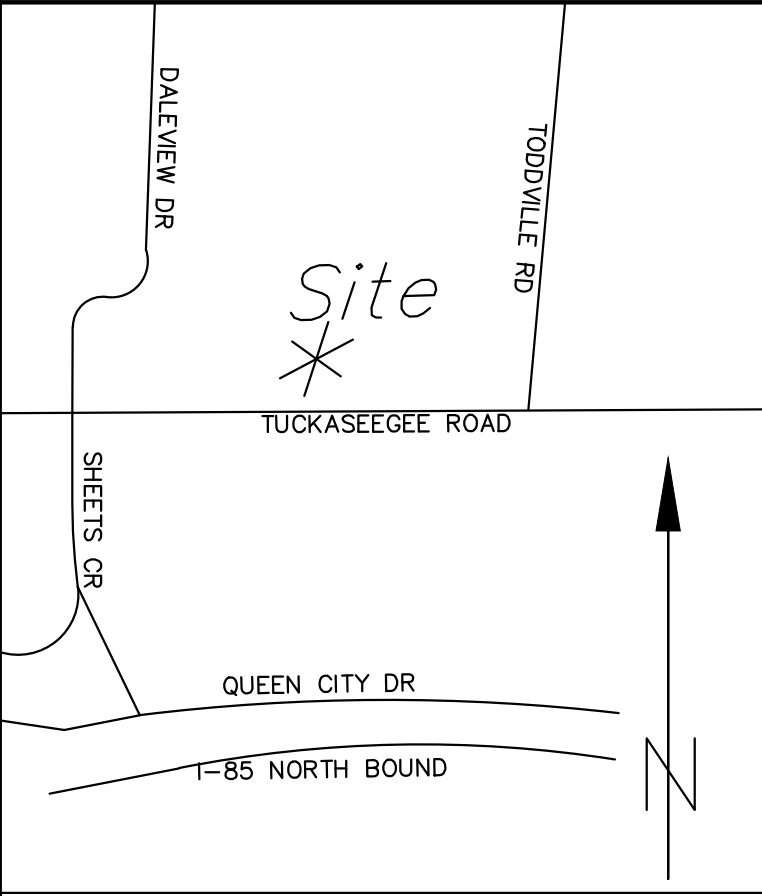 DALEVIEW DR
TODDVILLE RD
Site
TUCKASEEGEE ROAD
SHEETS CR
QUEEN CITY DR
I-85 NORTH BOUND
N